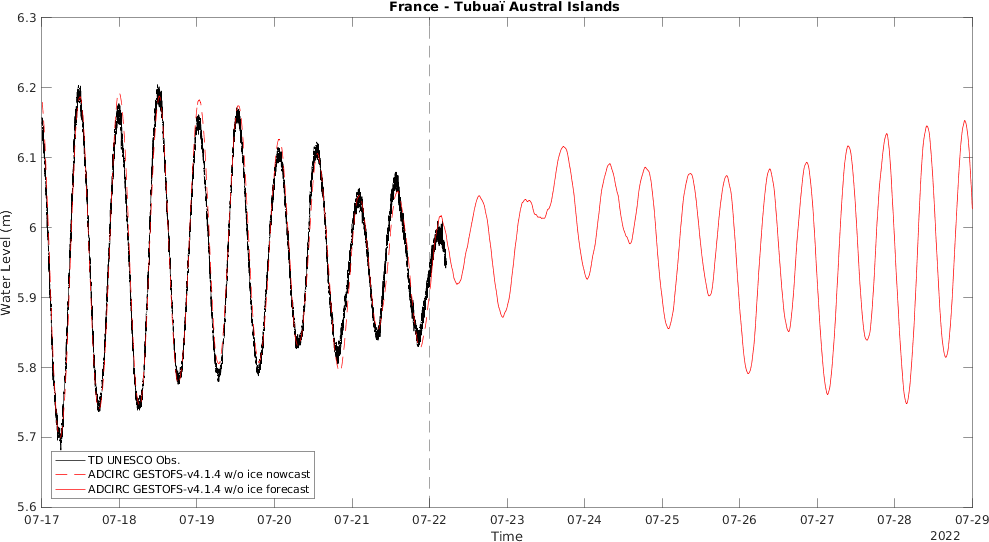 France - Tubuaï Austral Islands
6.3
6.2
6.1
6
5.9
5.8
5.7
5.6
Water Level (m)
TD UNESCO Obs.
ADCIRC GESTOFS-v4.1.4 w/o ice nowcast
ADCIRC GESTOFS-v4.1.4 w/o ice forecast
07-17 07-18 07-19 07-20 07-21 07-22 07-23 07-24 07-25 07-26 07-27 07-28 07-29
Time
2022